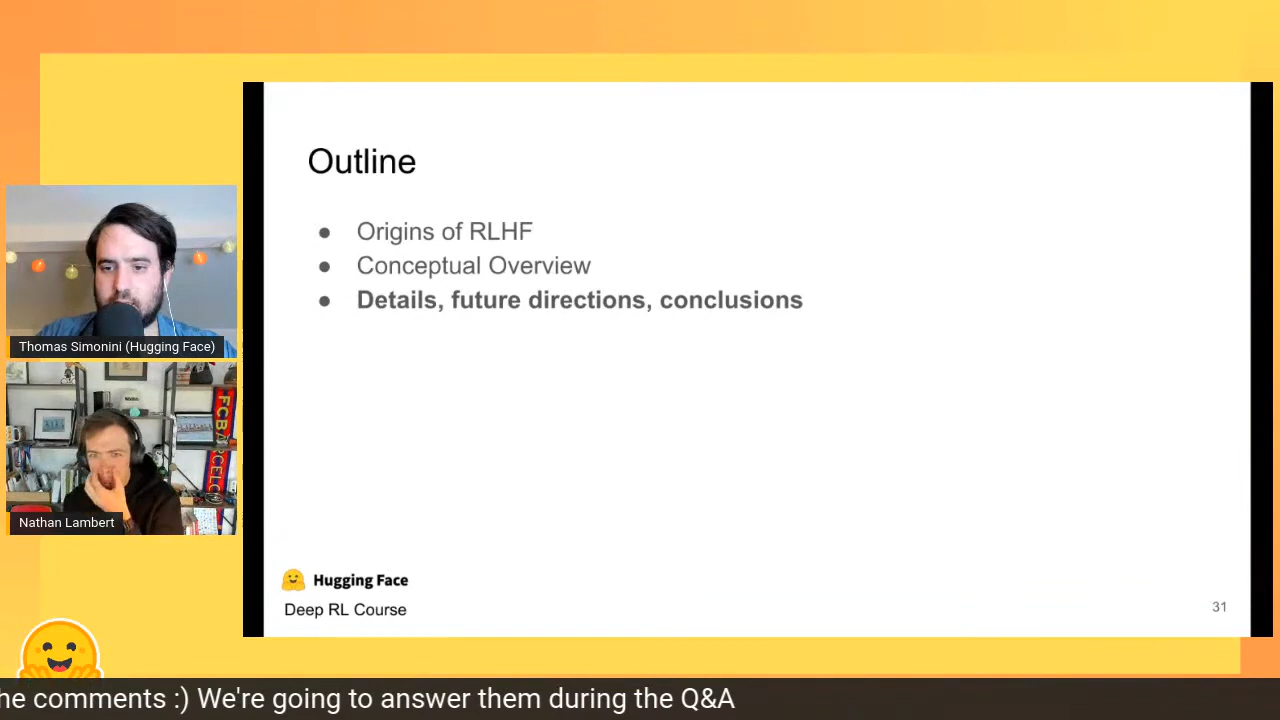 Outline
● Origins of RLHF
● Conceptual Overview
● Details, future directions, conclusions
Thomas Simonini (Hugging Face)
Nathan Lambert
Hugging Face
Deep RL Course
31
he comments :) We're going to answer them during the Q&A